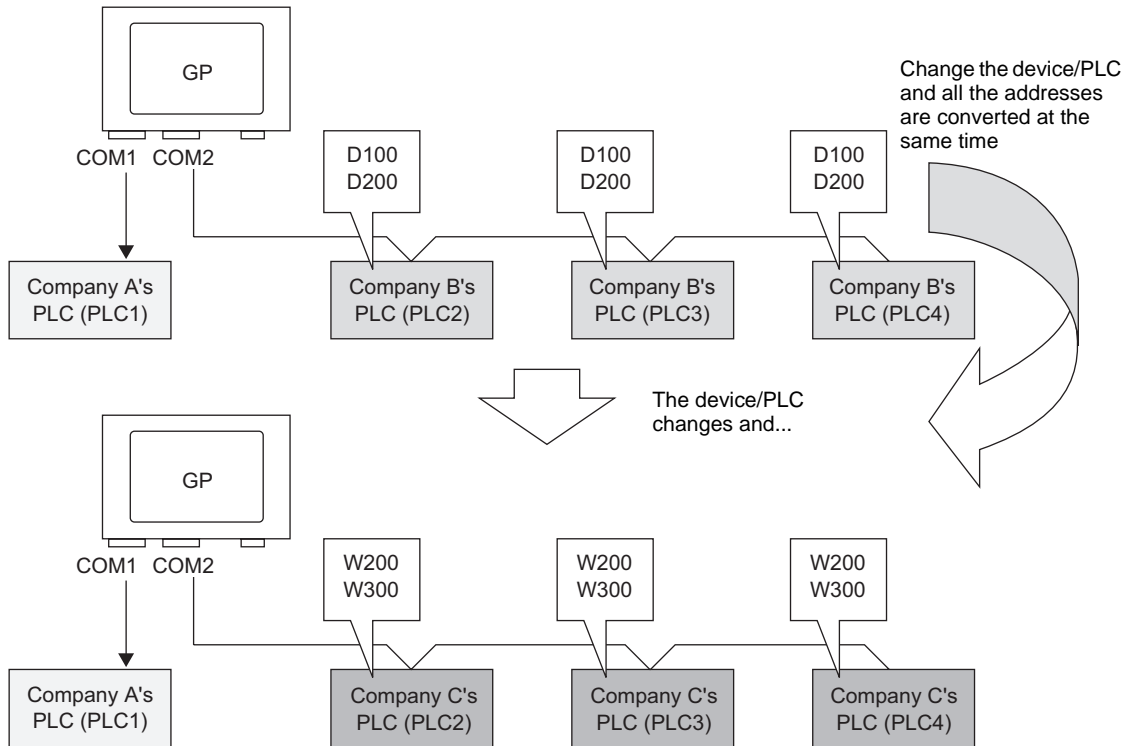 GP
COM1 COM2
Change the device/PLC
and all the addresses
are converted at the
same time
D100
D200
D100
D200
D100
D200
Company A's
PLC (PLC1)
Company B's
PLC (PLC2)
Company B's
PLC (PLC3)
Company B's
PLC (PLC4)
The device/PLC
changes and...
GP
COM1 COM2
W200
W300
W200
W300
W200
W300
Company A's
PLC (PLC1)
Company C's
PLC (PLC2)
Company C's
PLC (PLC3)
Company C's
PLC (PLC4)